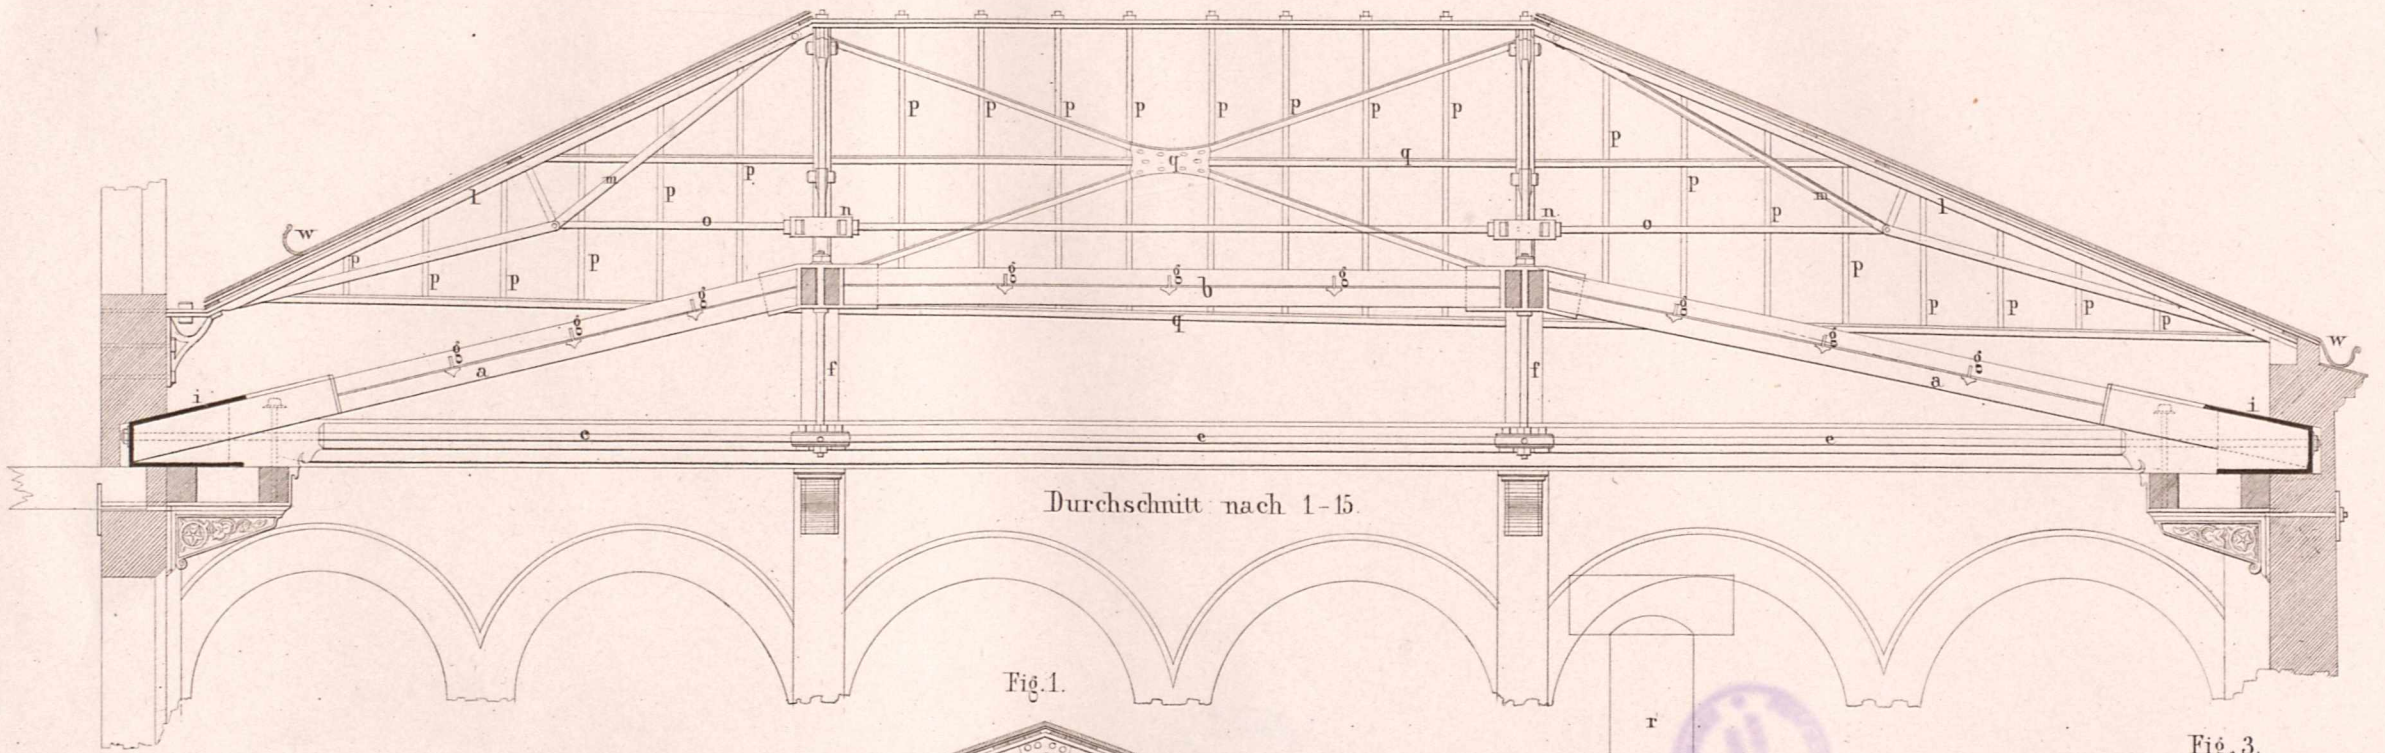 p p p p p p p p
p
q q
p p
m m
p p
l l
n n
o o
p
w
p p p
p p p p p p
g g g
b
g g
q
g g g g
w
a a
f f
i i
e e e
Durchschnitt nach 1-15.
Fig.1.
r
Fig.3.